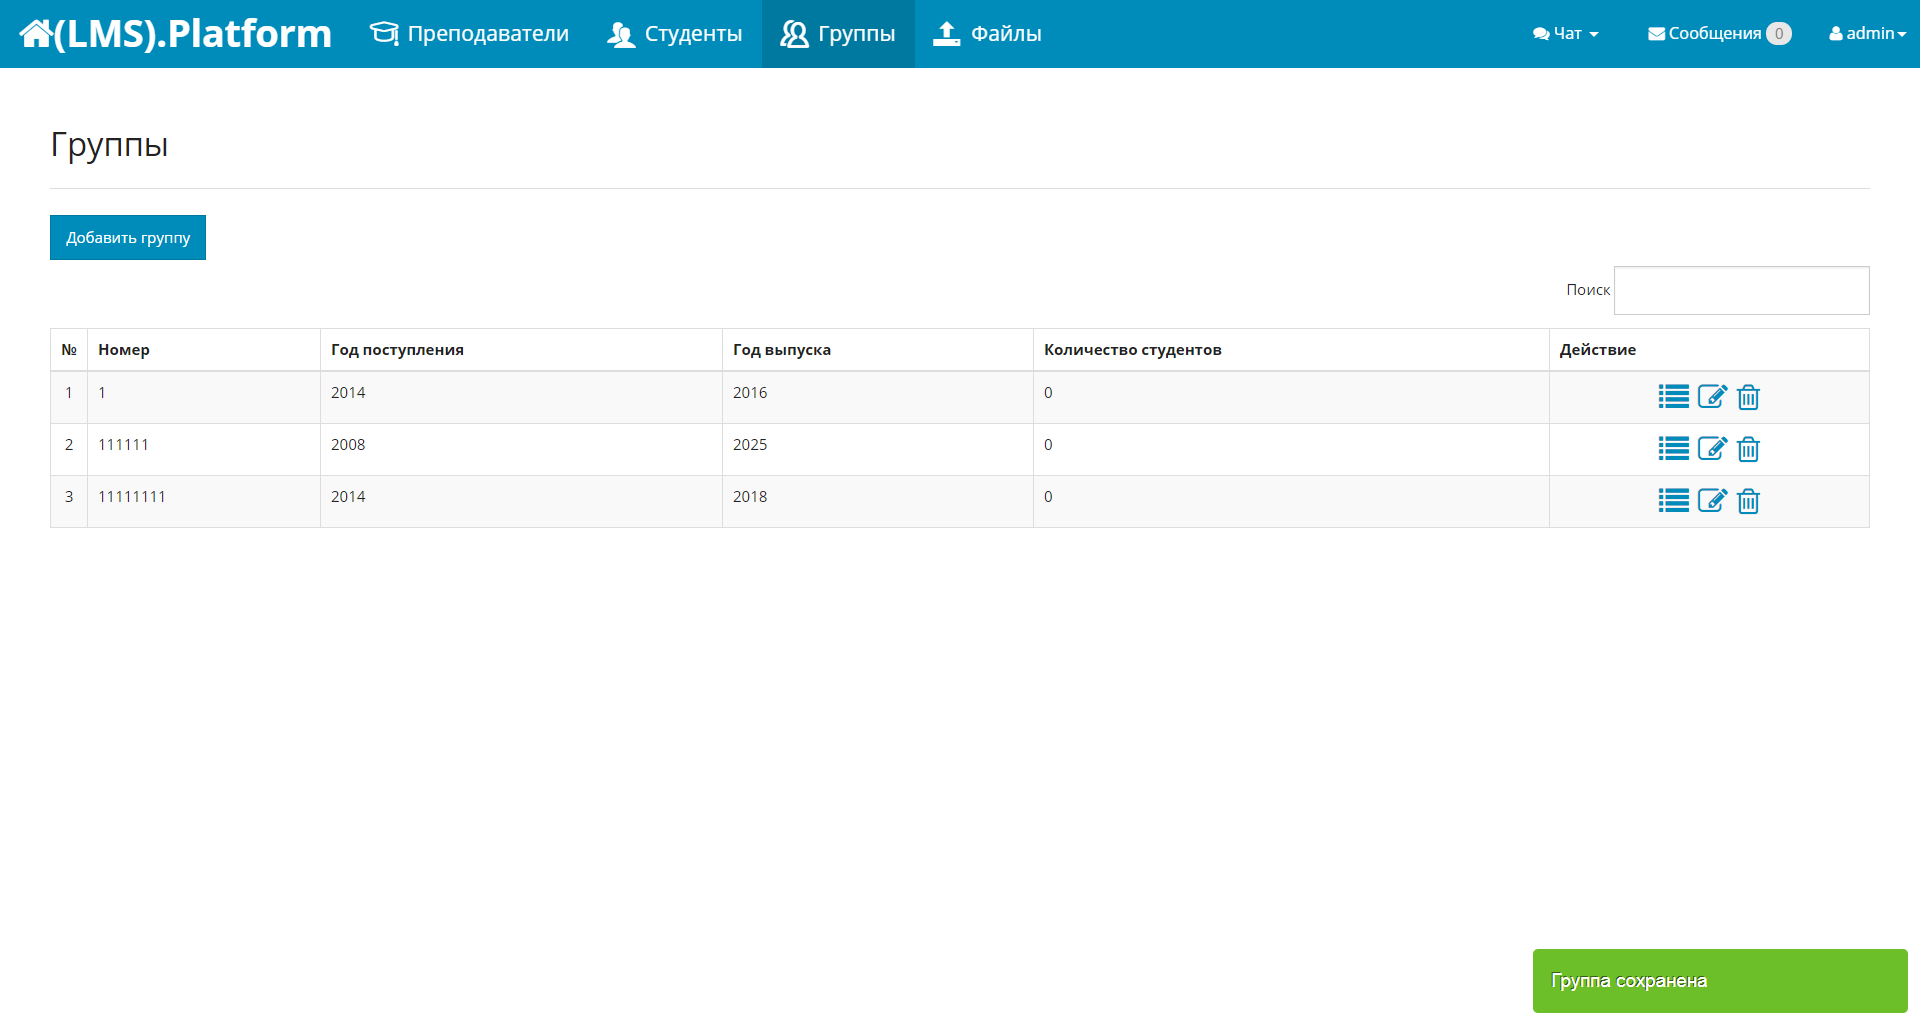 (LMS).Platform Преподаватели Студенты Группы Файлы Чат Сообщения 0 admin
Группы
Добавить группу
Поиск
№ Номер Год поступления Год выпуска Количество студентов Действие
1 1 2014 2016 0
2 111111 2008 2025 0
3 11111111 2014 2018 0
Группа сохранена